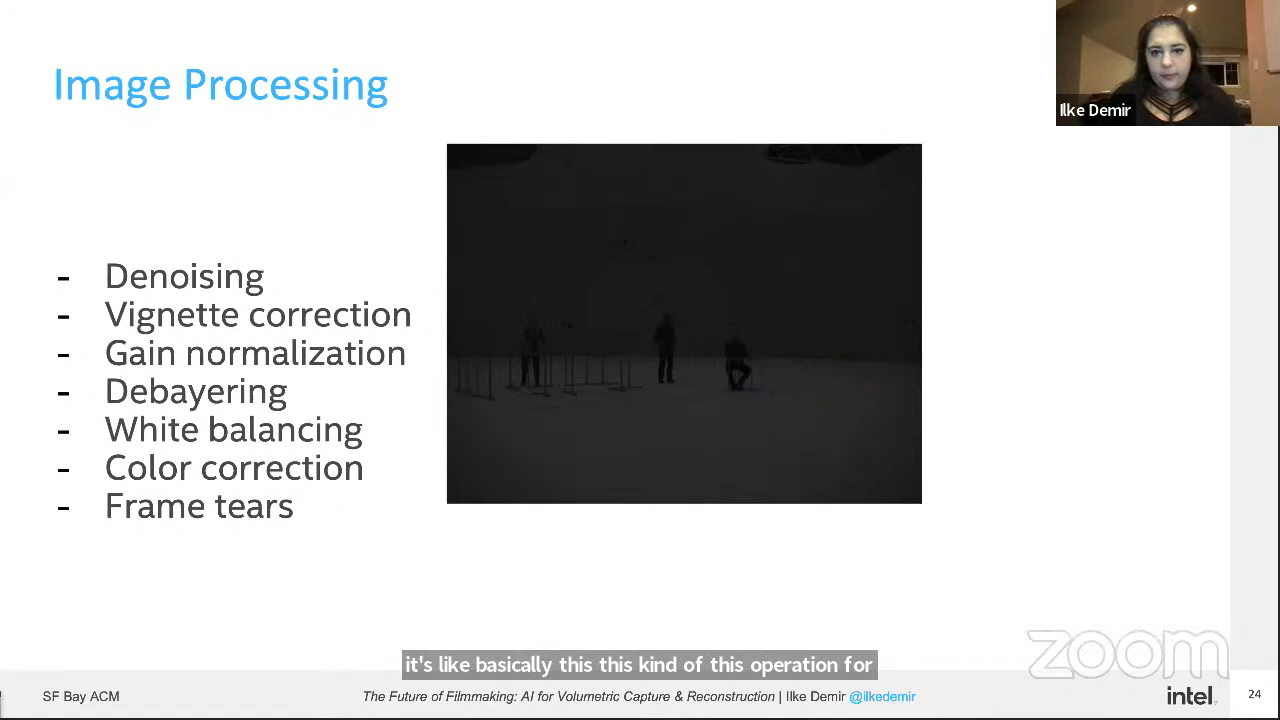 Image Processing
Ilke Demir
- Denoising
- Vignette correction
- Gain normalization
- Debayering
- White balancing
- Color correction
- Frame tears
zoom
it's like basically this this kind of this operation for
SF Bay ACM
The Future of Filmmaking: AI for Volumetric Capture & Reconstruction | Ilke Demir @ilkedemir
intel.
24